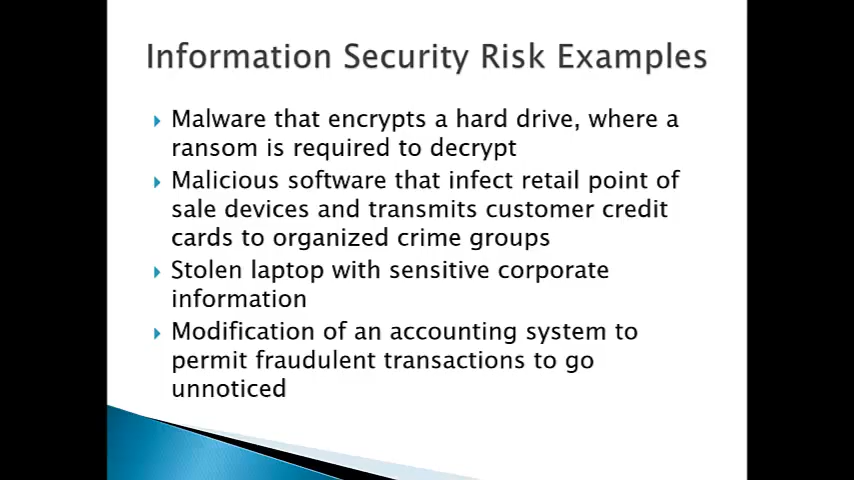 Information Security Risk Examples
Malware that encrypts a hard drive, where a
ransom is required to decrypt
Malicious software that infect retail point of
sale devices and transmits customer credit
cards to organized crime groups
Stolen laptop with sensitive corporate
information
Modification of an accounting system to
permit fraudulent transactions to go
unnoticed